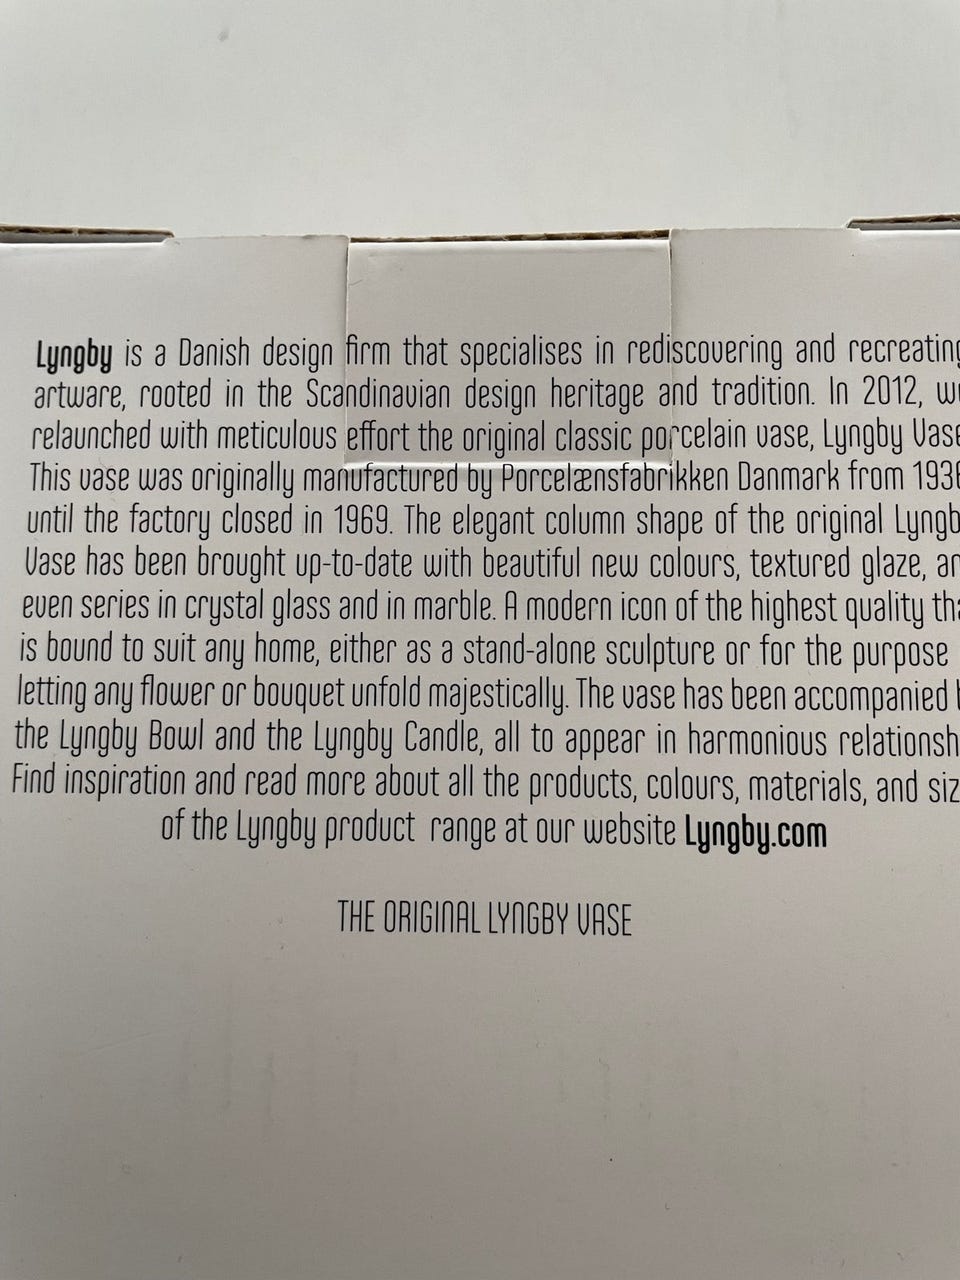 Lyngby is a Danish design firm that specialises in rediscovering and recreating
artware, rooted in the Scandinavian design heritage and tradition. In 2012, we
relaunched with meticulous effort the original classic porcelain vase, Lyngby Vase
This vase was originally manufactured by Porcelænsfabrikken Danmark from 1936
until the factory closed in 1969. The elegant column shape of the original Lyngb
Vase has been brought up-to-date with beautiful new colours, textured glaze, an
even series in crystal glass and in marble. A modern icon of the highest quality tha
is bound to suit any home, either as a stand-alone sculpture or for the purpose
letting any flower or bouquet unfold majestically. The vase has been accompanied
the Lyngby Bowl and the Lyngby Candle, all to appear in harmonious relationsh
Find inspiration and read more about all the products, colours, materials, and siz
of the Lyngby product range at our website Lyngby.com
THE ORIGINAL LYNGBY VASE